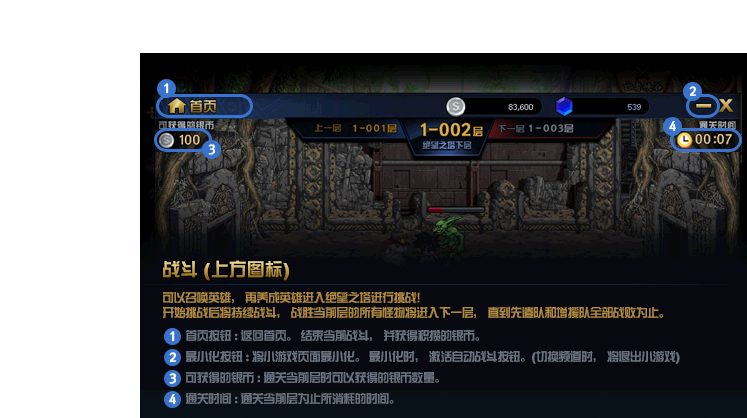 1
首页
S
83,600
539
2
X
可获得的银币
S 100
3
上一层 1-001层
1-002层
绝望之塔下层
下一层 1-003层
4
通关时间
00:07
战斗 (上方图标)
可以召唤英雄， 再养成英雄进入绝望之塔进行挑战!
开始挑战后将持续战斗， 战胜当前层的所有怪物将进入下一层， 直到先遣队和增援队全部战败为止。
1 首页按钮 : 返回首页。 结束当前战斗， 并获得积攒的银币。
2 最小化按钮 : 将小游戏页面最小化。 最小化时， 激活自动战斗按钮。(切换频道时， 将退出小游戏)
3 可获得的银币 : 通关当前层时可以获得的银币数量。
4 通关时间 : 通关当前层为止所消耗的时间。